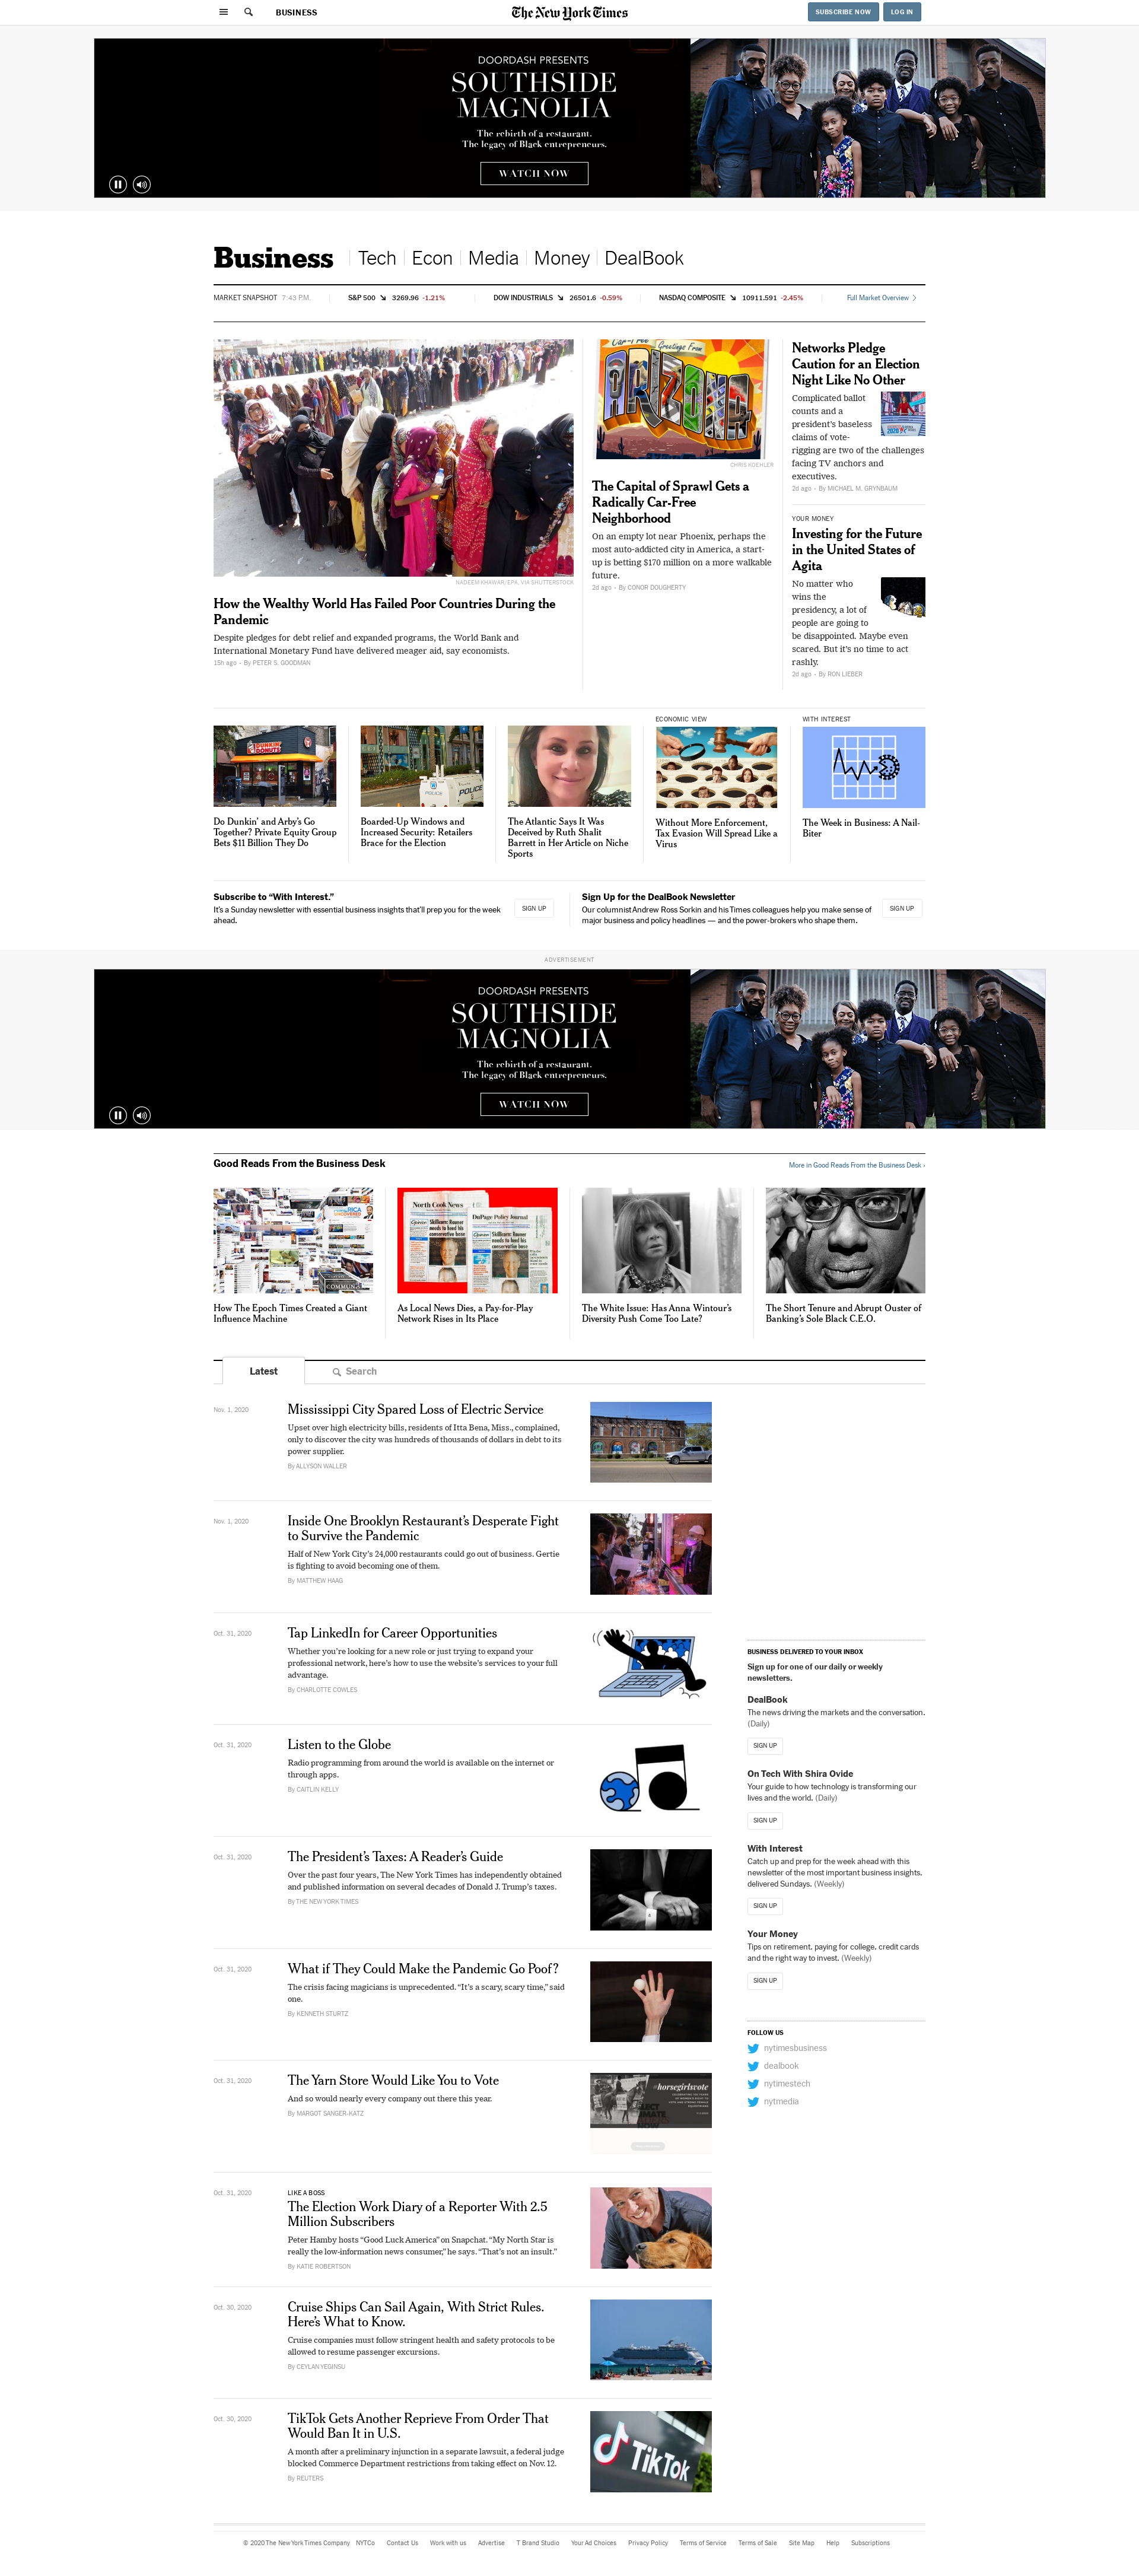 BUSINESS
The New York Times
SUBSCRIBE NOW
LOG IN
DOORDASH PRESENTS
SOUTHSIDE
MAGNOLIA
The rebirth of a restaurant.
The legacy of Black entrepreneurs.
WATCH NOW
Business
Tech
Econ
Media
Money
DealBook
MARKET SNAPSHOT 7:43 P.M.
S&P 500 3269.96 -1.21%
DOW INDUSTRIALS 26501.6 -0.59%
NASDAQ COMPOSITE 10911.591 -2.45%
Full Market Overview
NADEEM KHAWAR/EPA, VIA SHUTTERSTOCK
How the Wealthy World Has Failed Poor Countries During the
Pandemic
Despite pledges for debt relief and expanded programs, the World Bank and
International Monetary Fund have delivered meager aid, say economists.
15h ago • By PETER S. GOODMAN
Greetings From
ARIZONA
CHRIS KOEHLER
The Capital of Sprawl Gets a
Radically Car-Free
Neighborhood
On an empty lot near Phoenix, perhaps the
most auto-addicted city in America, a start-
up is betting $170 million on a more walkable
future.
2d ago • By CONOR DOUGHERTY
Networks Pledge
Caution for an Election
Night Like No Other
Complicated ballot
counts and a
president's baseless
claims of vote-
rigging are two of the challenges
facing TV anchors and
executives.
2d ago • By MICHAEL M. GRYNBAUM
YOUR MONEY
Investing for the Future
in the United States of
Agita
No matter who
wins the
presidency, a lot of
people are going to
be disappointed. Maybe even
scared. But it's no time to act
rashly.
2d ago • By RON LIEBER
Do Dunkin' and Arby's Go
Together? Private Equity Group
Bets $11 Billion They Do
POLICE
POLICE
Boarded-Up Windows and
Increased Security: Retailers
Brace for the Election
The Atlantic Says It Was
Deceived by Ruth Shalit
Barrett in Her Article on Niche
Sports
ECONOMIC VIEW
Without More Enforcement,
Tax Evasion Will Spread Like a
Virus
WITH INTEREST
The Week in Business: A Nail-
Biter
Subscribe to “With Interest.”
It's a Sunday newsletter with essential business insights that'll prep you for the week
ahead.
SIGN UP
Sign Up for the DealBook Newsletter
Our columnist Andrew Ross Sorkin and his Times colleagues help you make sense of
major business and policy headlines — and the power-brokers who shape them.
SIGN UP
ADVERTISEMENT
DOORDASH PRESENTS
SOUTHSIDE
MAGNOLIA
The rebirth of a restaurant.
The legacy of Black entrepreneurs.
WATCH NOW
Good Reads From the Business Desk
More in Good Reads From the Business Desk ›
How The Epoch Times Created a Giant
Influence Machine
North Cook News
DuPage Policy Journal
As Local News Dies, a Pay-for-Play
Network Rises in Its Place
The White Issue: Has Anna Wintour's
Diversity Push Come Too Late?
The Short Tenure and Abrupt Ouster of
Banking's Sole Black C.E.O.
Latest
Search
Nov. 1, 2020
Mississippi City Spared Loss of Electric Service
Upset over high electricity bills, residents of Itta Bena, Miss., complained,
only to discover the city was hundreds of thousands of dollars in debt to its
power supplier.
By ALLYSON WALLER
Nov. 1, 2020
Inside One Brooklyn Restaurant's Desperate Fight
to Survive the Pandemic
Half of New York City's 24,000 restaurants could go out of business. Gertie
is fighting to avoid becoming one of them.
By MATTHEW HAAG
Oct. 31, 2020
Tap LinkedIn for Career Opportunities
Whether you're looking for a new role or just trying to expand your
professional network, here's how to use the website's services to your full
advantage.
By CHARLOTTE COWLES
Oct. 31, 2020
Listen to the Globe
Radio programming from around the world is available on the internet or
through apps.
By CAITLIN KELLY
Oct. 31, 2020
The President's Taxes: A Reader's Guide
Over the past four years, The New York Times has independently obtained
and published information on several decades of Donald J. Trump's taxes.
By THE NEW YORK TIMES
Oct. 31, 2020
What if They Could Make the Pandemic Go Poof?
The crisis facing magicians is unprecedented. “It's a scary, scary time,” said
one.
By KENNETH STURTZ
Oct. 31, 2020
The Yarn Store Would Like You to Vote
And so would nearly every company out there this year.
By MARGOT SANGER-KATZ
#horsegirlsvote
Oct. 31, 2020
LIKE A BOSS
The Election Work Diary of a Reporter With 2.5
Million Subscribers
Peter Hamby hosts “Good Luck America” on Snapchat. “My North Star is
really the low-information news consumer,” he says. “That's not an insult.”
By KATIE ROBERTSON
Oct. 30, 2020
Cruise Ships Can Sail Again, With Strict Rules.
Here's What to Know.
Cruise companies must follow stringent health and safety protocols to be
allowed to resume passenger excursions.
By CEYLAN YEGINSU
Oct. 30, 2020
TikTok Gets Another Reprieve From Order That
Would Ban It in U.S.
A month after a preliminary injunction in a separate lawsuit, a federal judge
blocked Commerce Department restrictions from taking effect on Nov. 12.
By REUTERS
TikTok
BUSINESS DELIVERED TO YOUR INBOX
Sign up for one of our daily or weekly
newsletters.
DealBook
The news driving the markets and the conversation.
(Daily)
SIGN UP
On Tech With Shira Ovide
Your guide to how technology is transforming our
lives and the world. (Daily)
SIGN UP
With Interest
Catch up and prep for the week ahead with this
newsletter of the most important business insights,
delivered Sundays. (Weekly)
SIGN UP
Your Money
Tips on retirement, paying for college, credit cards
and the right way to invest. (Weekly)
SIGN UP
FOLLOW US
nytimesbusiness
dealbook
nytimestech
nytmedia
© 2020 The New York Times Company NYTCo Contact Us Work with us Advertise T Brand Studio Your Ad Choices Privacy Policy Terms of Service Terms of Sale Site Map Help Subscriptions